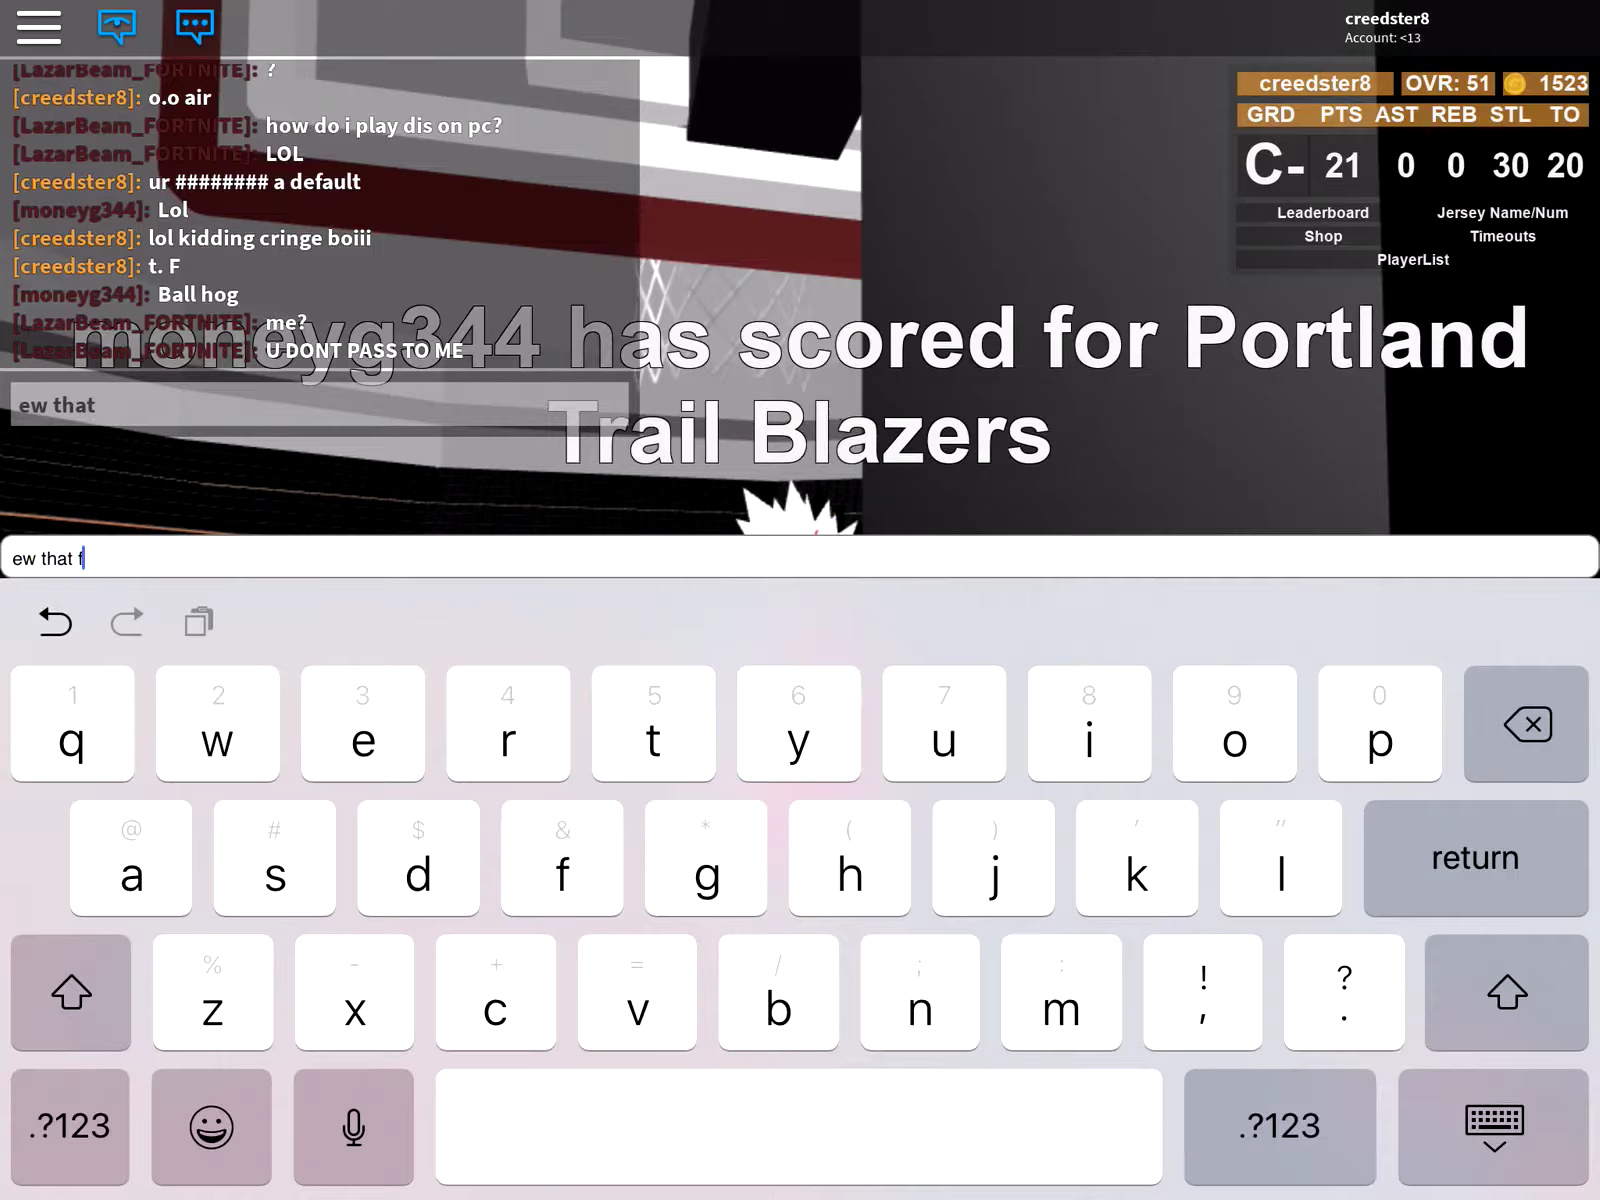 creedster8
Account: <13
[LazarBeam_FORTNITE]: ?
[creedster8]: o.o air
[LazarBeam_FORTNITE]: how do i play dis on pc?
[LazarBeam_FORTNITE]: LOL
[creedster8]: ur ######## a default
[moneyg344]: Lol
[creedster8]: lol kidding cringe boiii
[creedster8]: t. F
[moneyg344]: Ball hog
[LazarBeam_FORTNITE]: me?
[LazarBeam_FORTNITE]: U DONT PASS TO ME
ew that
creedster8 OVR: 51 1523
GRD PTS AST REB STL TO
C- 21 0 0 30 20
Leaderboard Jersey Name/Num
Shop Timeouts
PlayerList
moneyg344 has scored for Portland
Trail Blazers
ew that f
1 2 3 4 5 6 7 8 9 0
q w e r t y u i o p
@ # $ & * ( ) ' "
a s d f g h j k l return
% - + = / ; : ! ?
z x c v b n m , .
.?123 .?123